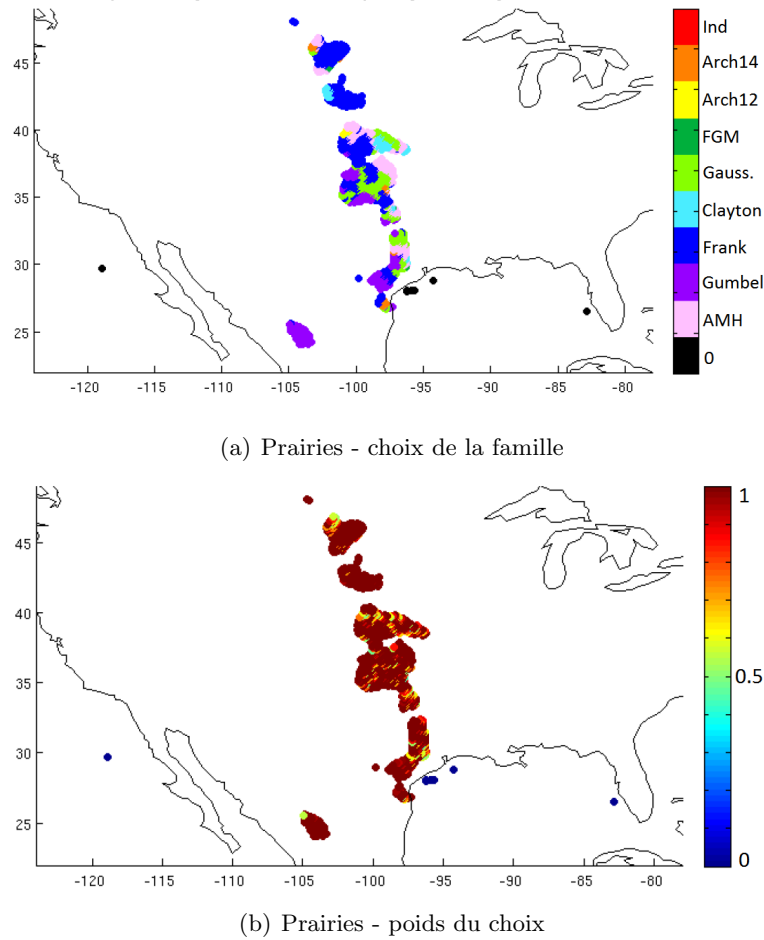 Ind
Arch14
Arch12
FGM
Gauss.
Clayton
Frank
Gumbel
AMH
0
45
40
35
30
25
-120
-115
-110
-105
-100
-95
-90
-85
-80
(a) Prairies - choix de la famille
1
0.5
0
45
40
35
30
25
-120
-115
-110
-105
-100
-95
-90
-85
-80
(b) Prairies - poids du choix